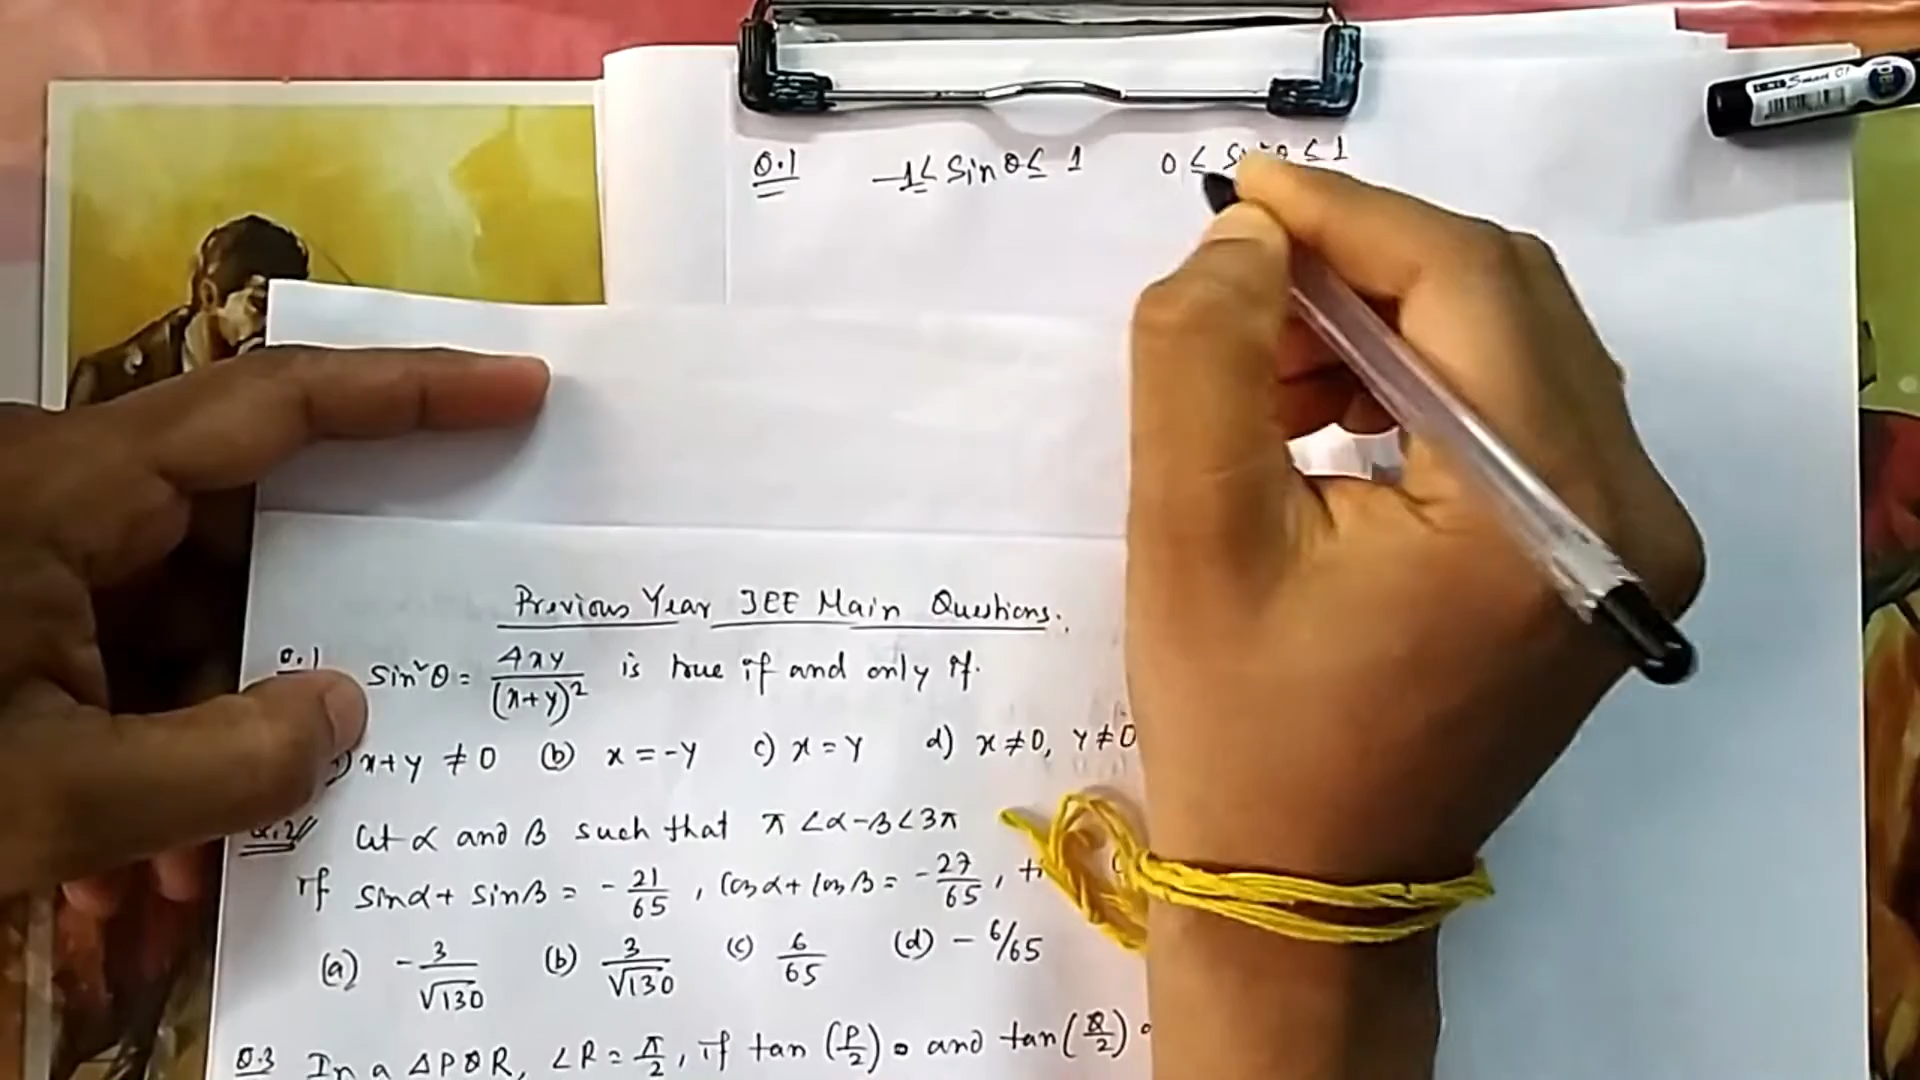 Q.1 -1 ≤ Sin θ ≤ 1 0 ≤ Sin²θ ≤ 1
Previous Year JEE Main Questions.
Q.1 sin²θ = 4xy/(x+y)² is true if and only if.
x+y ≠ 0 (b) x = -y c) x = y d) x ≠ 0, y ≠ 0
Q.2// Let α and β such that π < α-β < 3π
If sinα + sinβ = -21/65, Cosα + Cosβ = -27/65,
(a) -3/√130 (b) 3/√130 (c) 6/65 (d) -6/65
Q.3 In a ΔPQR, ∠R = π/2, if tan (P/2) and tan (Q/2)